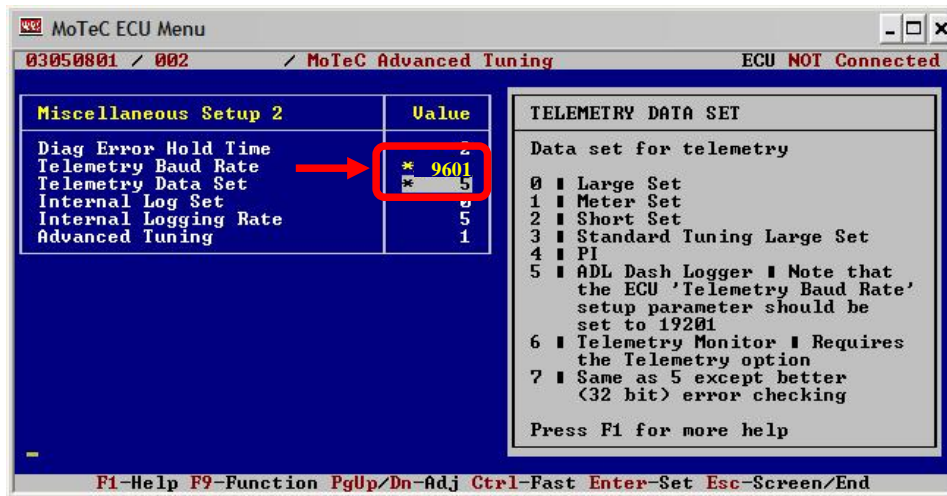 MoTeC ECU Menu
03050801 / 002 / MoTeC Advanced Tuning ECU NOT Connected
Miscellaneous Setup 2 Value
Diag Error Hold Time 2
Telemetry Baud Rate * 9601
Telemetry Data Set * 5
Internal Log Set 0
Internal Logging Rate 5
Advanced Tuning 1
TELEMETRY DATA SET
Data set for telemetry
0 ▮ Large Set
1 ▮ Meter Set
2 ▮ Short Set
3 ▮ Standard Tuning Large Set
4 ▮ PI
5 ▮ ADL Dash Logger ▮ Note that
the ECU 'Telemetry Baud Rate'
setup parameter should be
set to 19201
6 ▮ Telemetry Monitor ▮ Requires
the Telemetry option
7 ▮ Same as 5 except better
(32 bit) error checking
Press F1 for more help
F1-Help F9-Function PgUp/Dn-Adj Ctrl-Fast Enter-Set Esc-Screen/End